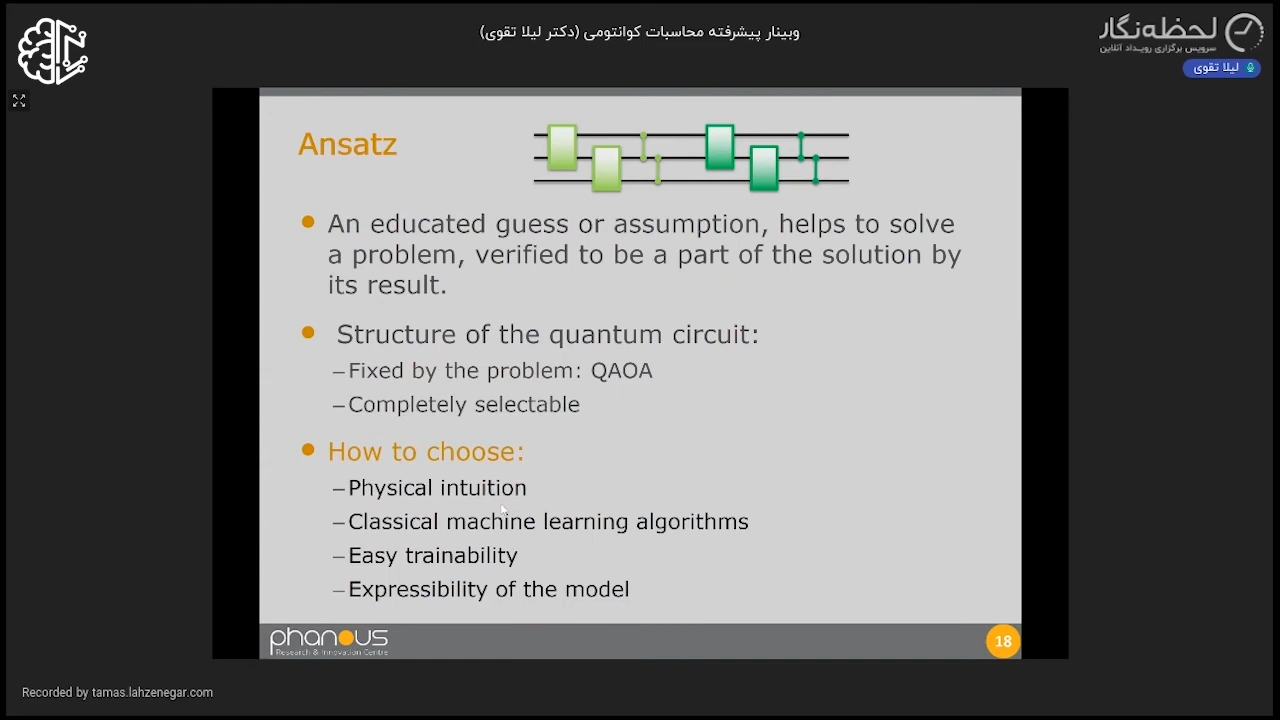 وبینار پیشرفته محاسبات کوانتومی (دکتر لیلا تقوی)
لحظه‌نگار
سرویس برگزاری رویـداد آنلاین
لیلا تقوی
Ansatz
An educated guess or assumption, helps to solve
a problem, verified to be a part of the solution by
its result.
Structure of the quantum circuit:
–Fixed by the problem: QAOA
–Completely selectable
How to choose:
–Physical intuition
–Classical machine learning algorithms
–Easy trainability
–Expressibility of the model
phanous
Research & Innovation Centre
18
Recorded by tamas.lahzenegar.com